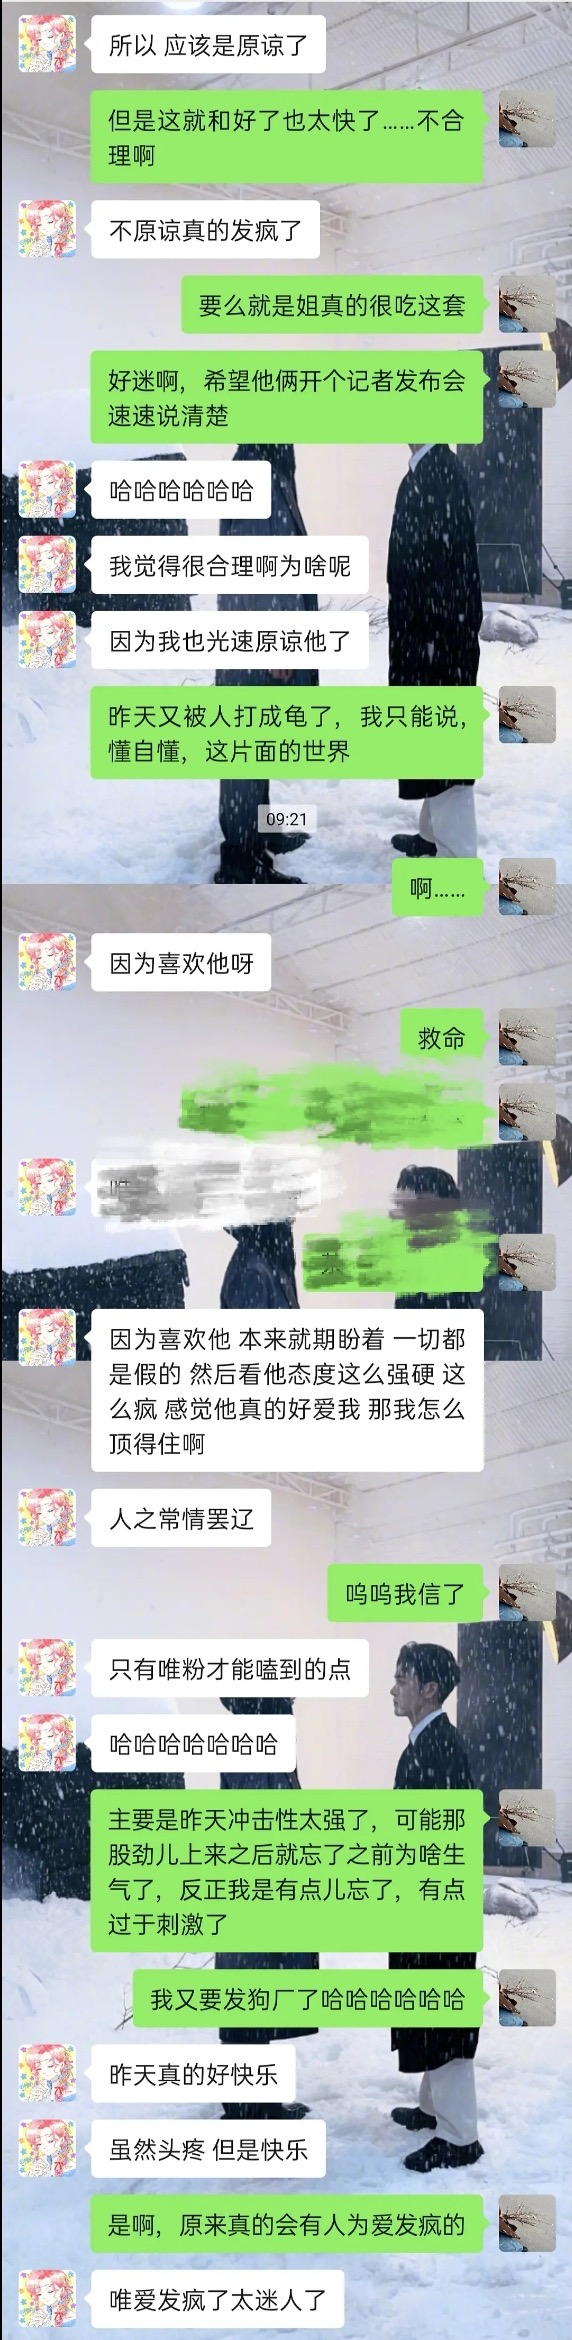 所以 应该是原谅了
但是这就和好了也太快了……不合
理啊
不原谅真的发疯了
要么就是姐真的很吃这套
好迷啊，希望他俩开个记者发布会
速速说清楚
哈哈哈哈哈哈
我觉得很合理啊为啥呢
因为我也光速原谅他了
昨天又被人打成龟了，我只能说，
懂自懂，这片面的世界
09:21
啊……
因为喜欢他呀
救命
因为喜欢他 本来就期盼着 一切都
是假的 然后看他态度这么强硬 这
么疯 感觉他真的好爱我 那我怎么
顶得住啊
人之常情罢辽
呜呜我信了
只有唯粉才能嗑到的点
哈哈哈哈哈哈哈
主要是昨天冲击性太强了，可能那
股劲儿上来之后就忘了之前为啥生
气了，反正我是有点儿忘了，有点
过于刺激了
我又要发狗厂了哈哈哈哈哈哈
昨天真的好快乐
虽然头疼 但是快乐
是啊，原来真的会有人为爱发疯的
唯爱发疯了太迷人了